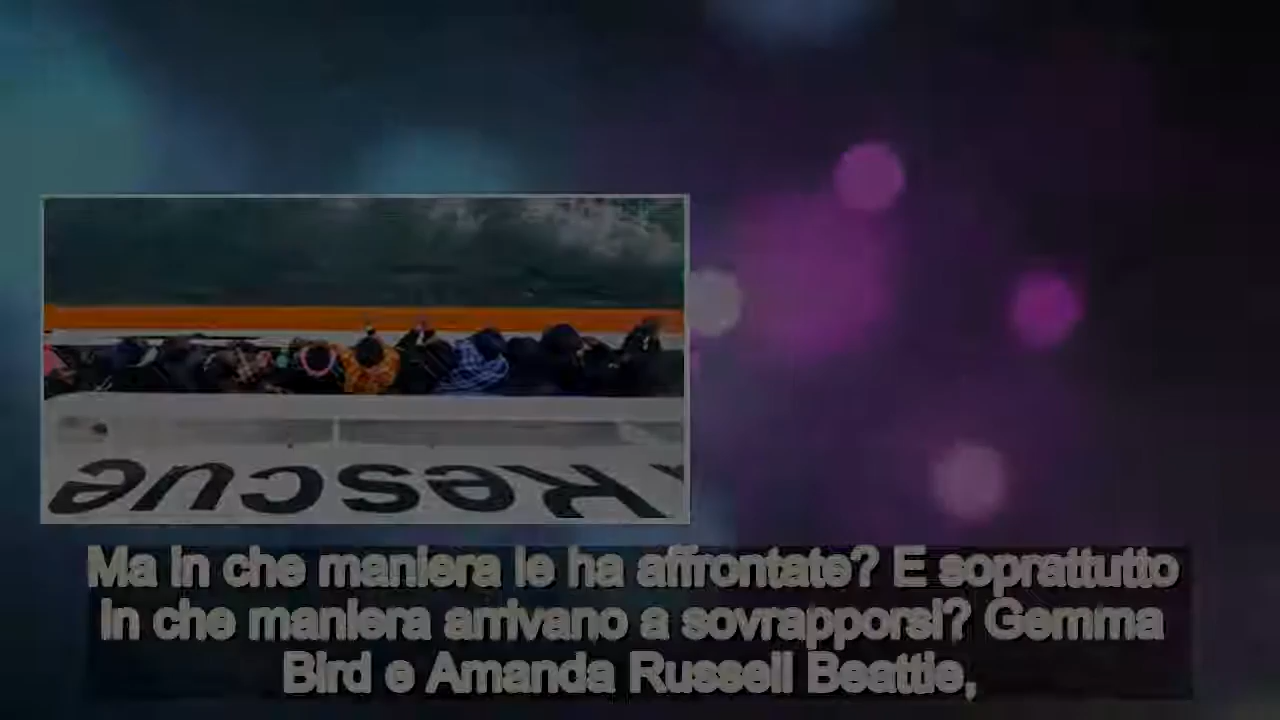 Rescue
Ma in che maniera le ha affrontate? E soprattutto
in che maniera arrivano a sovrapporsi? Gemma
Bird e Amanda Russell Beattie,